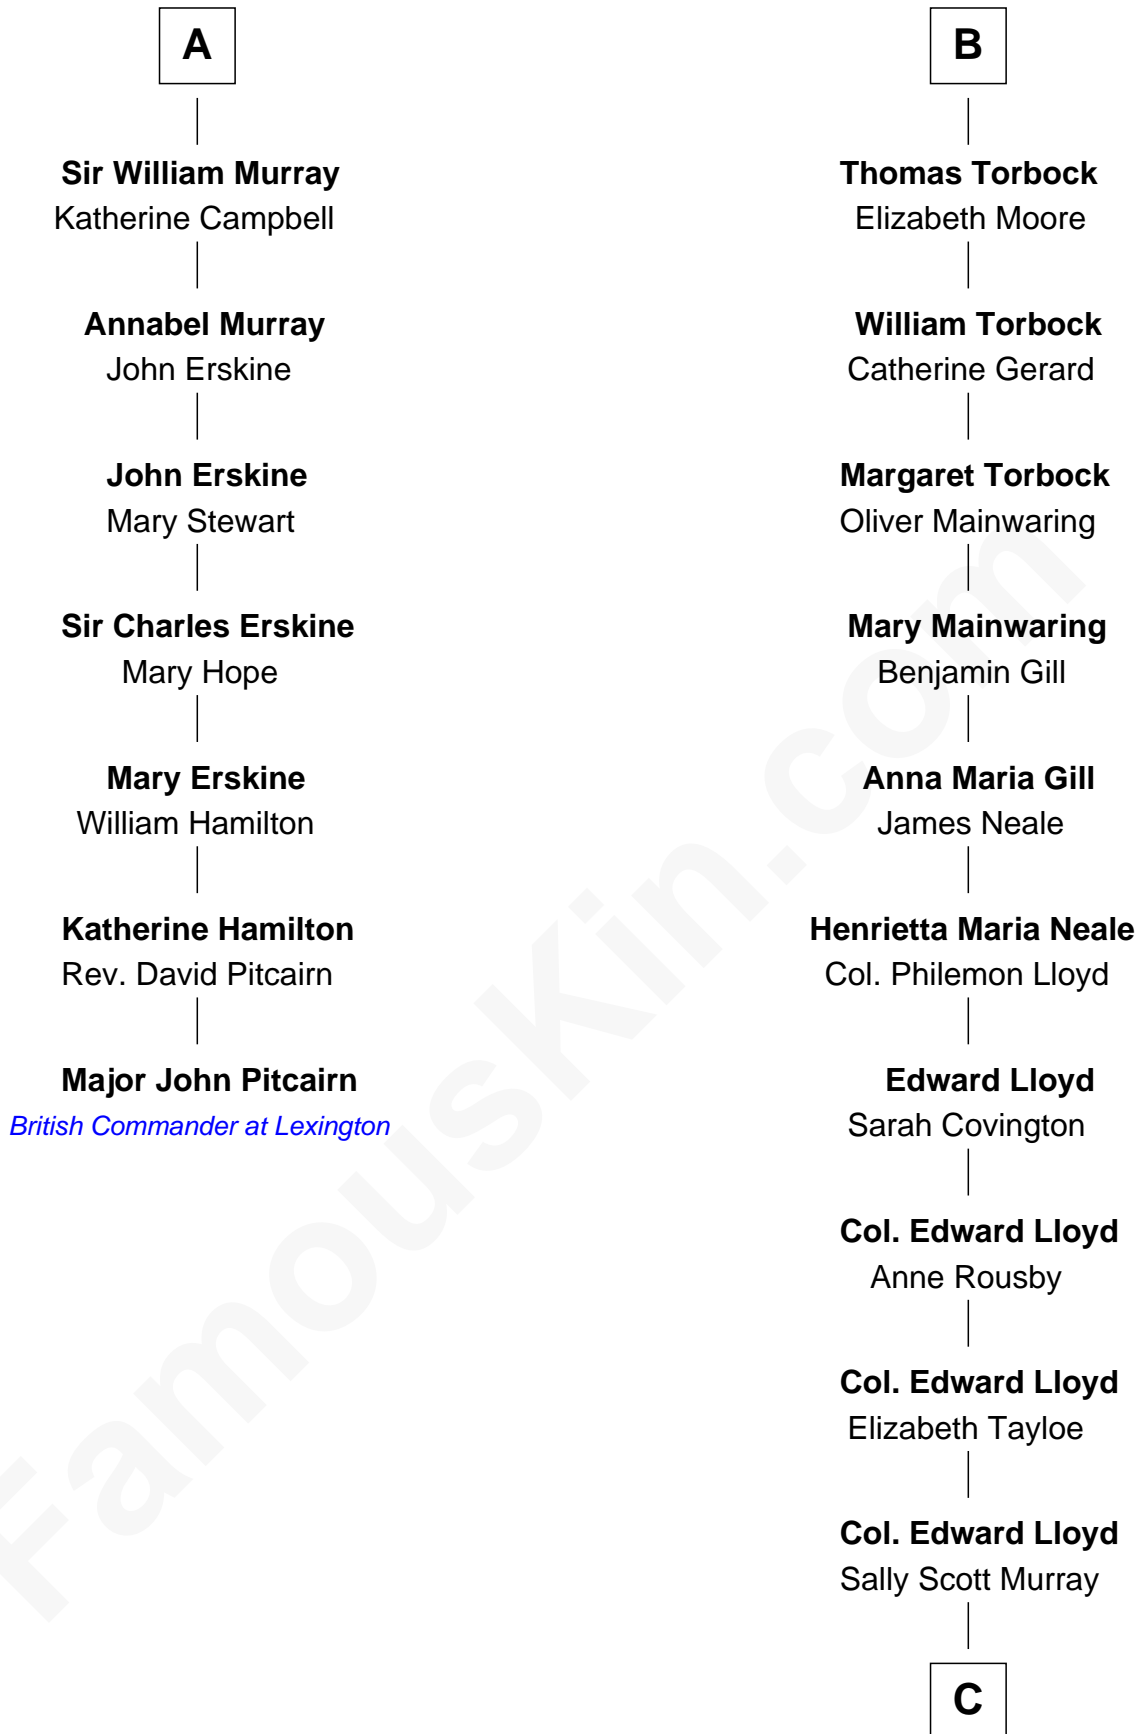 A
Sir William Murray
Katherine Campbell
Annabel Murray
John Erskine
John Erskine
Mary Stewart
Sir Charles Erskine
Mary Hope
Mary Erskine
William Hamilton
Katherine Hamilton
Rev. David Pitcairn
Major John Pitcairn
British Commander at Lexington
B
Thomas Torbock
Elizabeth Moore
William Torbock
Catherine Gerard
Margaret Torbock
Oliver Mainwaring
Mary Mainwaring
Benjamin Gill
Anna Maria Gill
James Neale
Henrietta Maria Neale
Col. Philemon Lloyd
Edward Lloyd
Sarah Covington
Col. Edward Lloyd
Anne Rousby
Col. Edward Lloyd
Elizabeth Tayloe
Col. Edward Lloyd
Sally Scott Murray
C
FamousKin.com